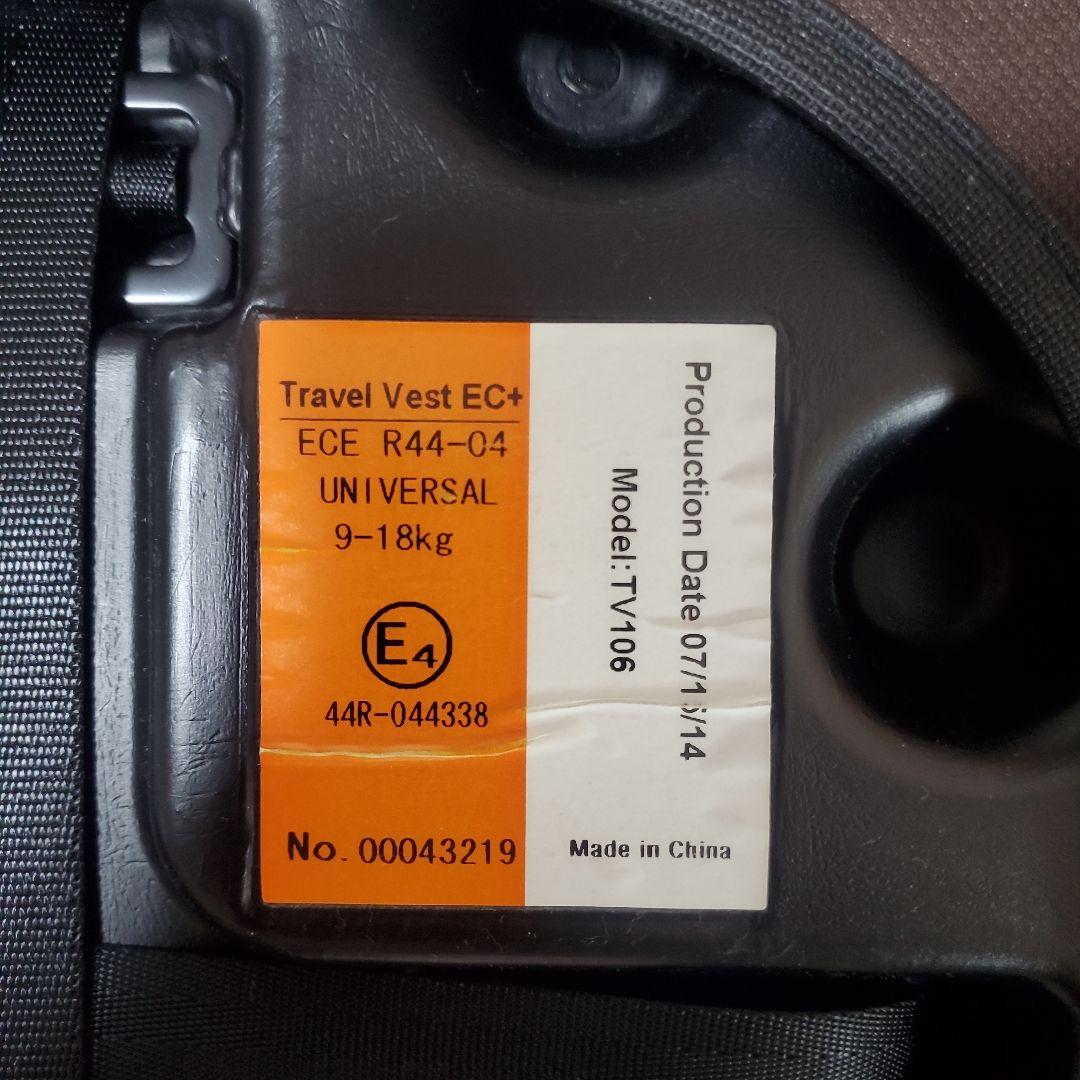 Travel Vest EC+
ECE R44-04
UNIVERSAL
9-18kg
E4
44R-044338
No. 00043219
Production Date
Model:TV106
Made in China